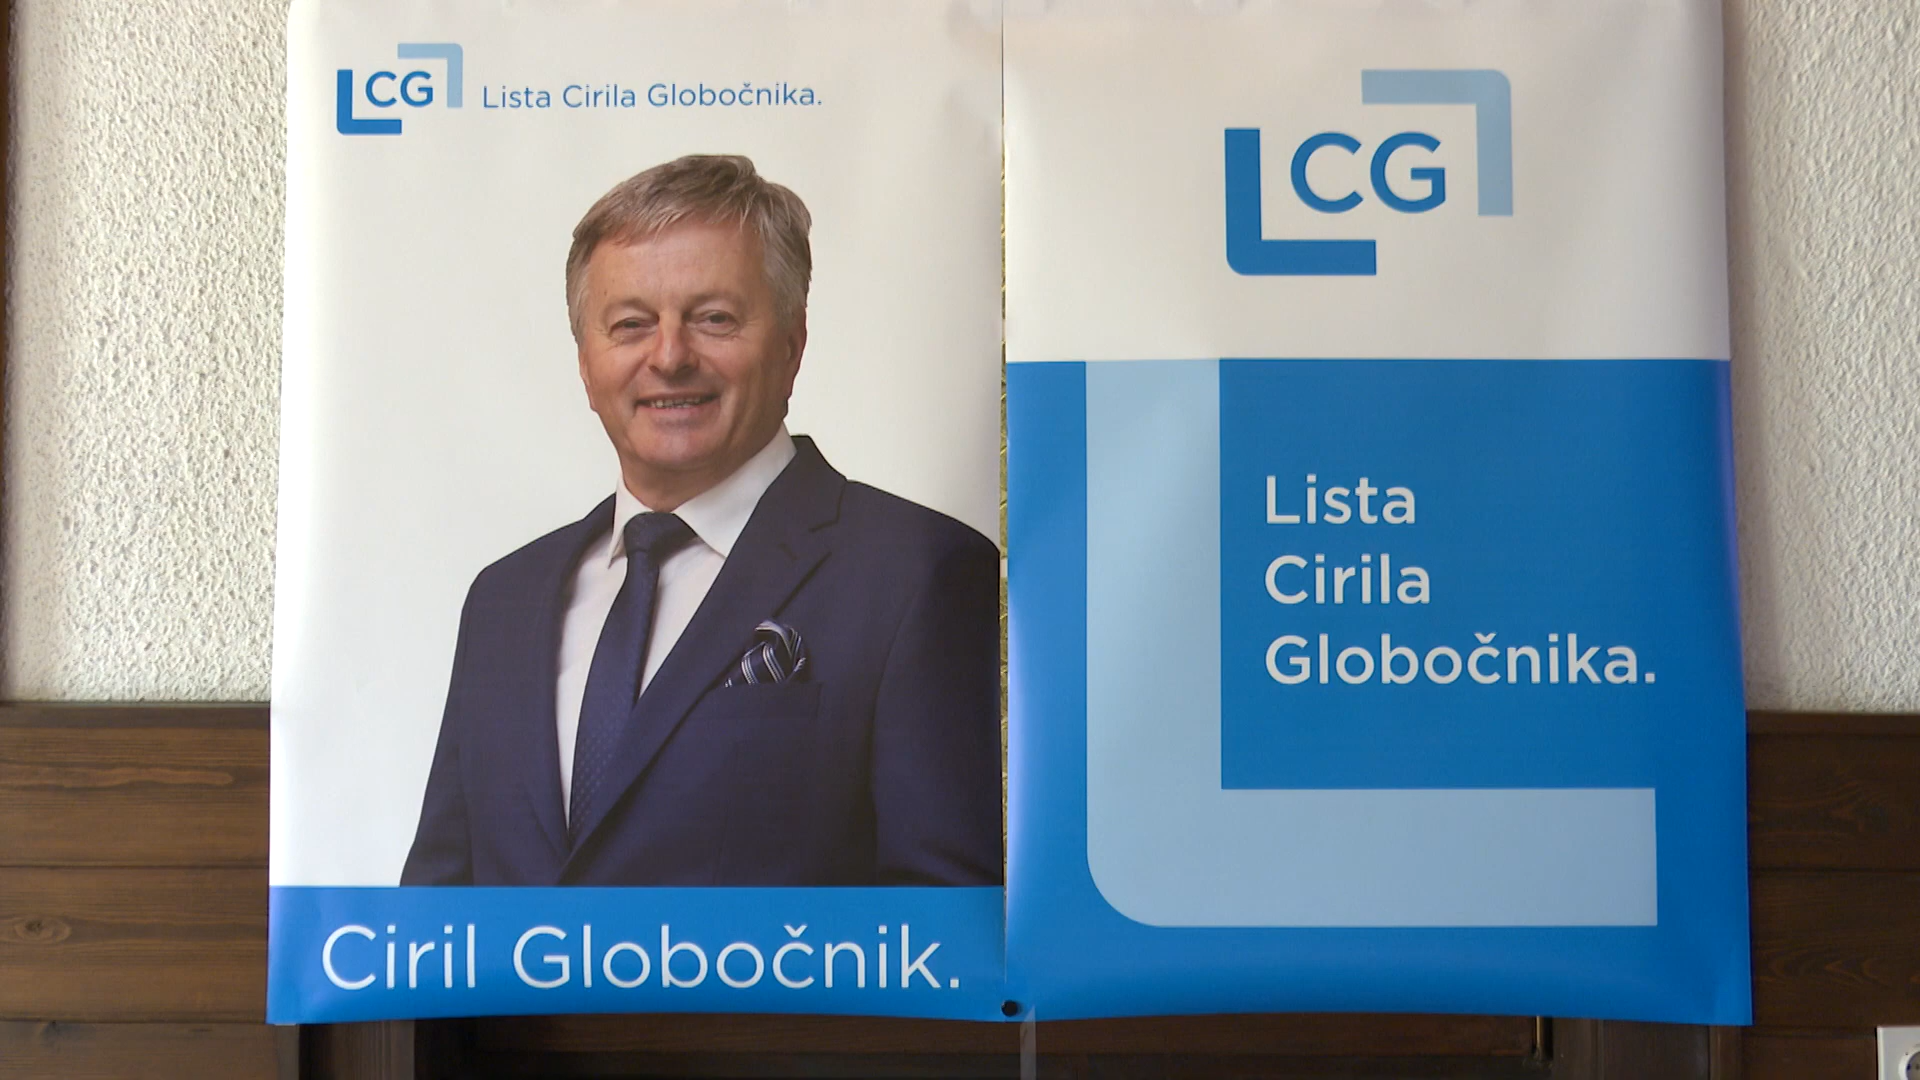 LCG Lista Cirila Globočnika.
Ciril Globočnik.
LCG
Lista
Cirila
Globočnika.